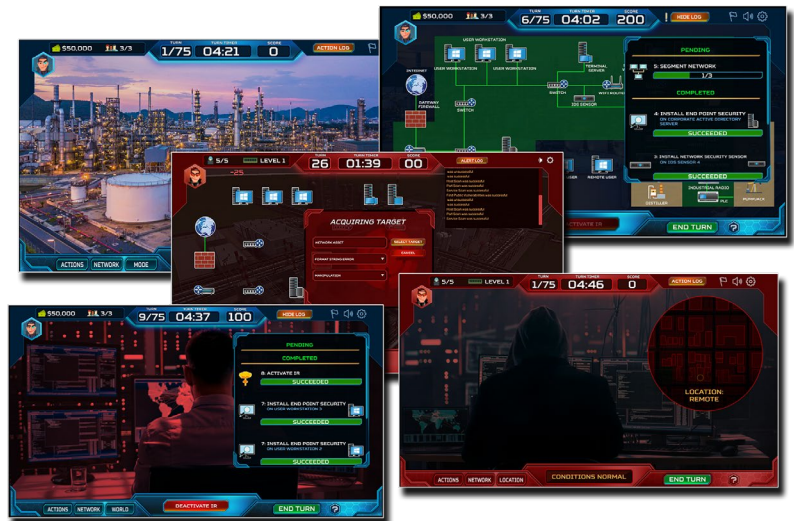 $50,000
3/3
TURN
1/75
TURN TIMER
04:21
SCORE
0
ACTION LOG
ACTIONS
NETWORK
MODE
$50,000
3/3
TURN
6/75
TURN TIMER
04:02
SCORE
200
!
HIDE LOG
USER WORKSTATION
USER WORKSTATION
USER WORKSTATION
TERMINAL
SERVER
INTERNET
GATEWAY
FIREWALL
SWITCH
SWITCH
IDS SENSOR
REMOTE USER
INDUSTRIAL RADIO
DISTILLER
PLC
PUMPJACK
PENDING
5: SEGMENT NETWORK
1/3
COMPLETED
4: INSTALL END POINT SECURITY
ON CORPORATE ACTIVE DIRECTORY
SERVER
SUCCEEDED
3: INSTALL NETWORK SECURITY SENSOR
ON IDS SENSOR 4
SUCCEEDED
ACTIVATE IR
END TURN
?
5/5
LEVEL 1
TURN
26
TURN TIMER
01:39
SCORE
00
ALERT LOG
-25
ACQUIRING TARGET
NETWORK ASSET
SELECT TARGET
CANCEL
FORMAT STRING ERROR
MANIPULATION
$50,000
3/3
TURN
9/75
TURN TIMER
04:37
SCORE
100
HIDE LOG
PENDING
COMPLETED
8: ACTIVATE IR
SUCCEEDED
7: INSTALL END POINT SECURITY
ON USER WORKSTATION 3
SUCCEEDED
7: INSTALL END POINT SECURITY
ON USER WORKSTATION 2
SUCCEEDED
ACTIONS
NETWORK
WORLD
DEACTIVATE IR
END TURN
?
5/5
LEVEL 1
TURN
1/75
TURN TIMER
04:46
SCORE
0
ACTION LOG
LOCATION:
REMOTE
ACTIONS
NETWORK
LOCATION
CONDITIONS NORMAL
END TURN
?